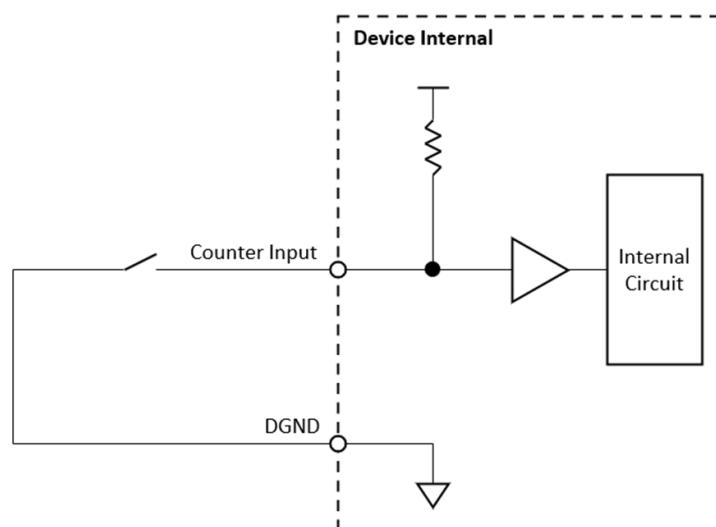 Device Internal
Counter Input
Internal
Circuit
DGND